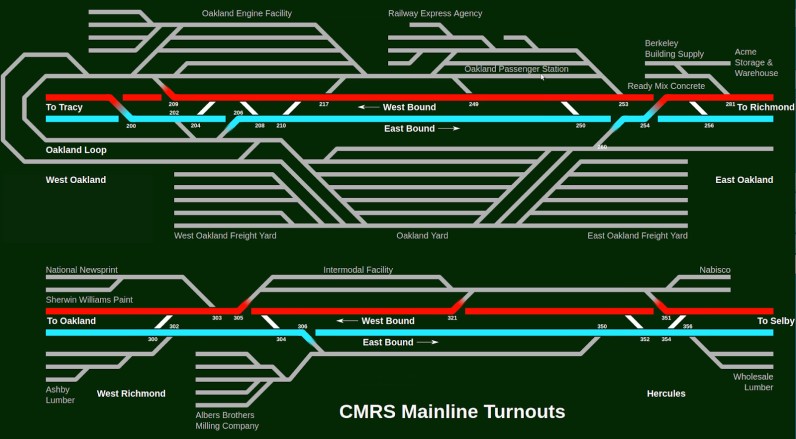 Oakland Engine Facility
Railway Express Agency
Oakland Passenger Station
Berkeley
Building Supply
Acme
Storage &
Warehouse
Ready Mix Concrete
To Tracy
209
202
217
West Bound
249
253
281
To Richmond
200
204
206
208
210
East Bound
250
254
256
260
Oakland Loop
West Oakland
East Oakland
West Oakland Freight Yard
Oakland Yard
East Oakland Freight Yard
National Newsprint
Intermodal Facility
Nabisco
Sherwin Williams Paint
To Oakland
303
305
321
351
302
West Bound
350
356
To Selby
300
304
306
East Bound
352
354
Ashby
Lumber
West Richmond
Hercules
Wholesale
Lumber
Albers Brothers
Milling Company
CMRS Mainline Turnouts